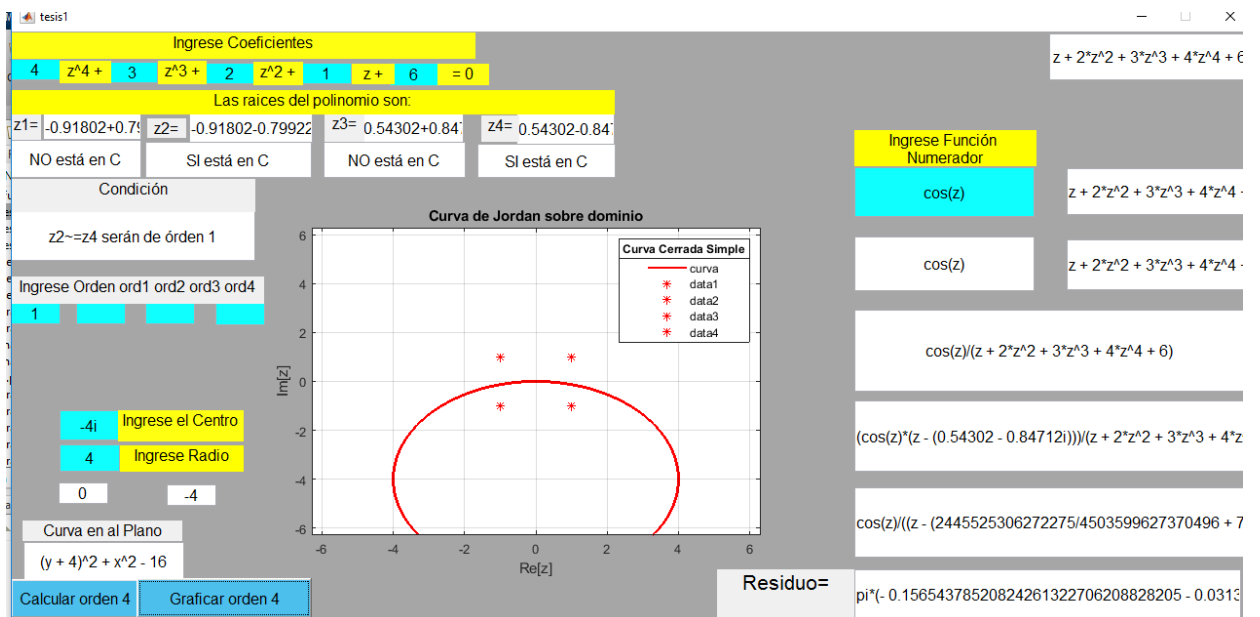 tesis1
Ingrese Coeficientes
4 z^4 + 3 z^3 + 2 z^2 + 1 z + 6 = 0
Las raices del polinomio son:
z1= -0.91802+0.79 z2= -0.91802-0.79922 z3= 0.54302+0.847 z4= 0.54302-0.847
NO está en C SI está en C NO está en C SI está en C
Condición
z2~=z4 serán de órden 1
Ingrese Orden ord1 ord2 ord3 ord4
1
-4i Ingrese el Centro
4 Ingrese Radio
0 -4
Curva en al Plano
(y + 4)^2 + x^2 - 16
Calcular orden 4 Graficar orden 4
Curva de Jordan sobre dominio
Curva Cerrada Simple
curva
data1
data2
data3
data4
Im[z]
6
4
2
0
-2
-4
-6
-6 -4 -2 0 2 4 6
Re[z]
z + 2*z^2 + 3*z^3 + 4*z^4 + 6
Ingrese Función
Numerador
cos(z) z + 2*z^2 + 3*z^3 + 4*z^4
cos(z) z + 2*z^2 + 3*z^3 + 4*z^4
cos(z)/(z + 2*z^2 + 3*z^3 + 4*z^4 + 6)
(cos(z)*(z - (0.54302 - 0.84712i)))/(z + 2*z^2 + 3*z^3 + 4*z
cos(z)/((z - (2445525306272275/4503599627370496 + 7
Residuo= pi*(- 0.15654378520824261322706208828205 - 0.0313